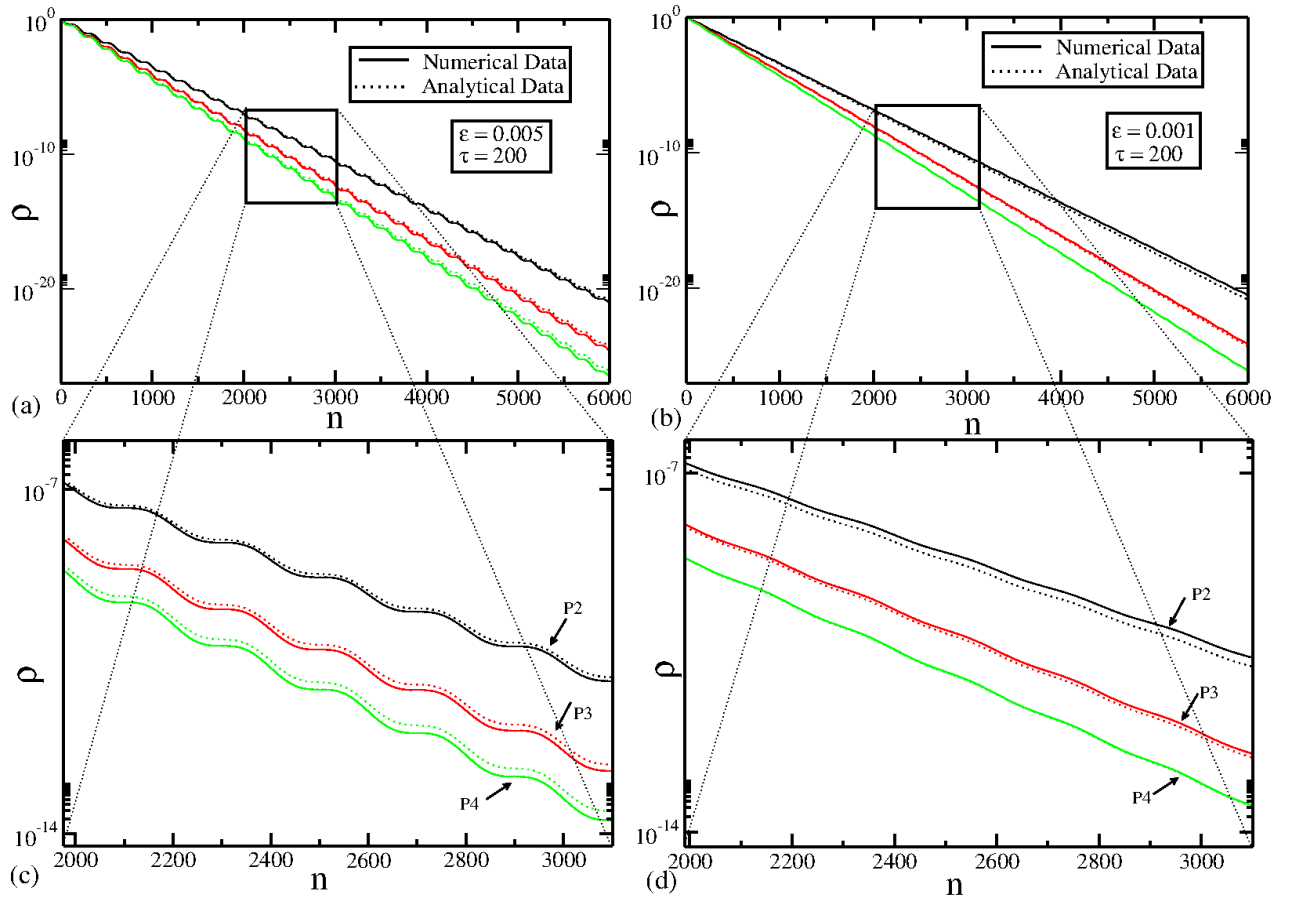 10^0
10^-10
10^-20
ρ
Numerical Data
Analytical Data
ε = 0.005
τ = 200
0 1000 2000 3000 4000 5000 6000
n
(a)
10^0
10^-10
10^-20
ρ
Numerical Data
Analytical Data
ε = 0.001
τ = 200
0 1000 2000 3000 4000 5000 6000
n
(b)
10^-7
10^-14
ρ
P2
P3
P4
2000 2200 2400 2600 2800 3000
n
(c)
10^-7
10^-14
ρ
P2
P3
P4
2000 2200 2400 2600 2800 3000
n
(d)